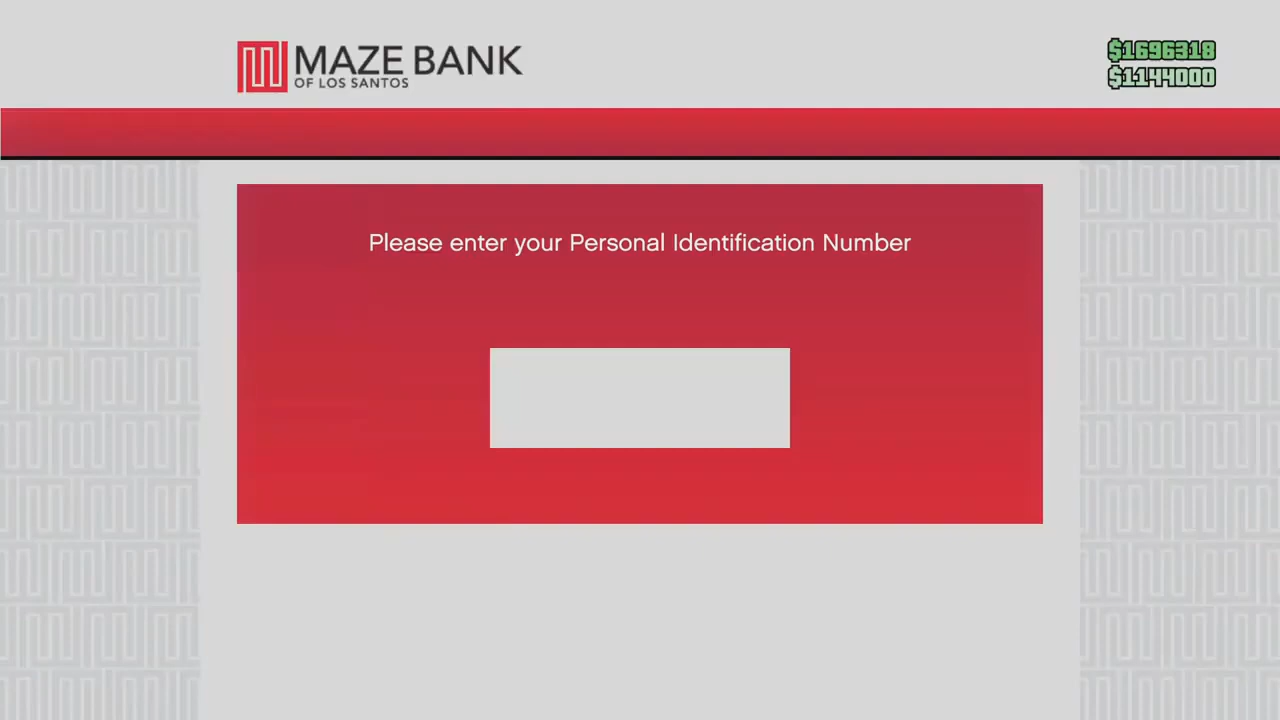 MAZE BANK
OF LOS SANTOS
$1696318
$1144000
Please enter your Personal Identification Number